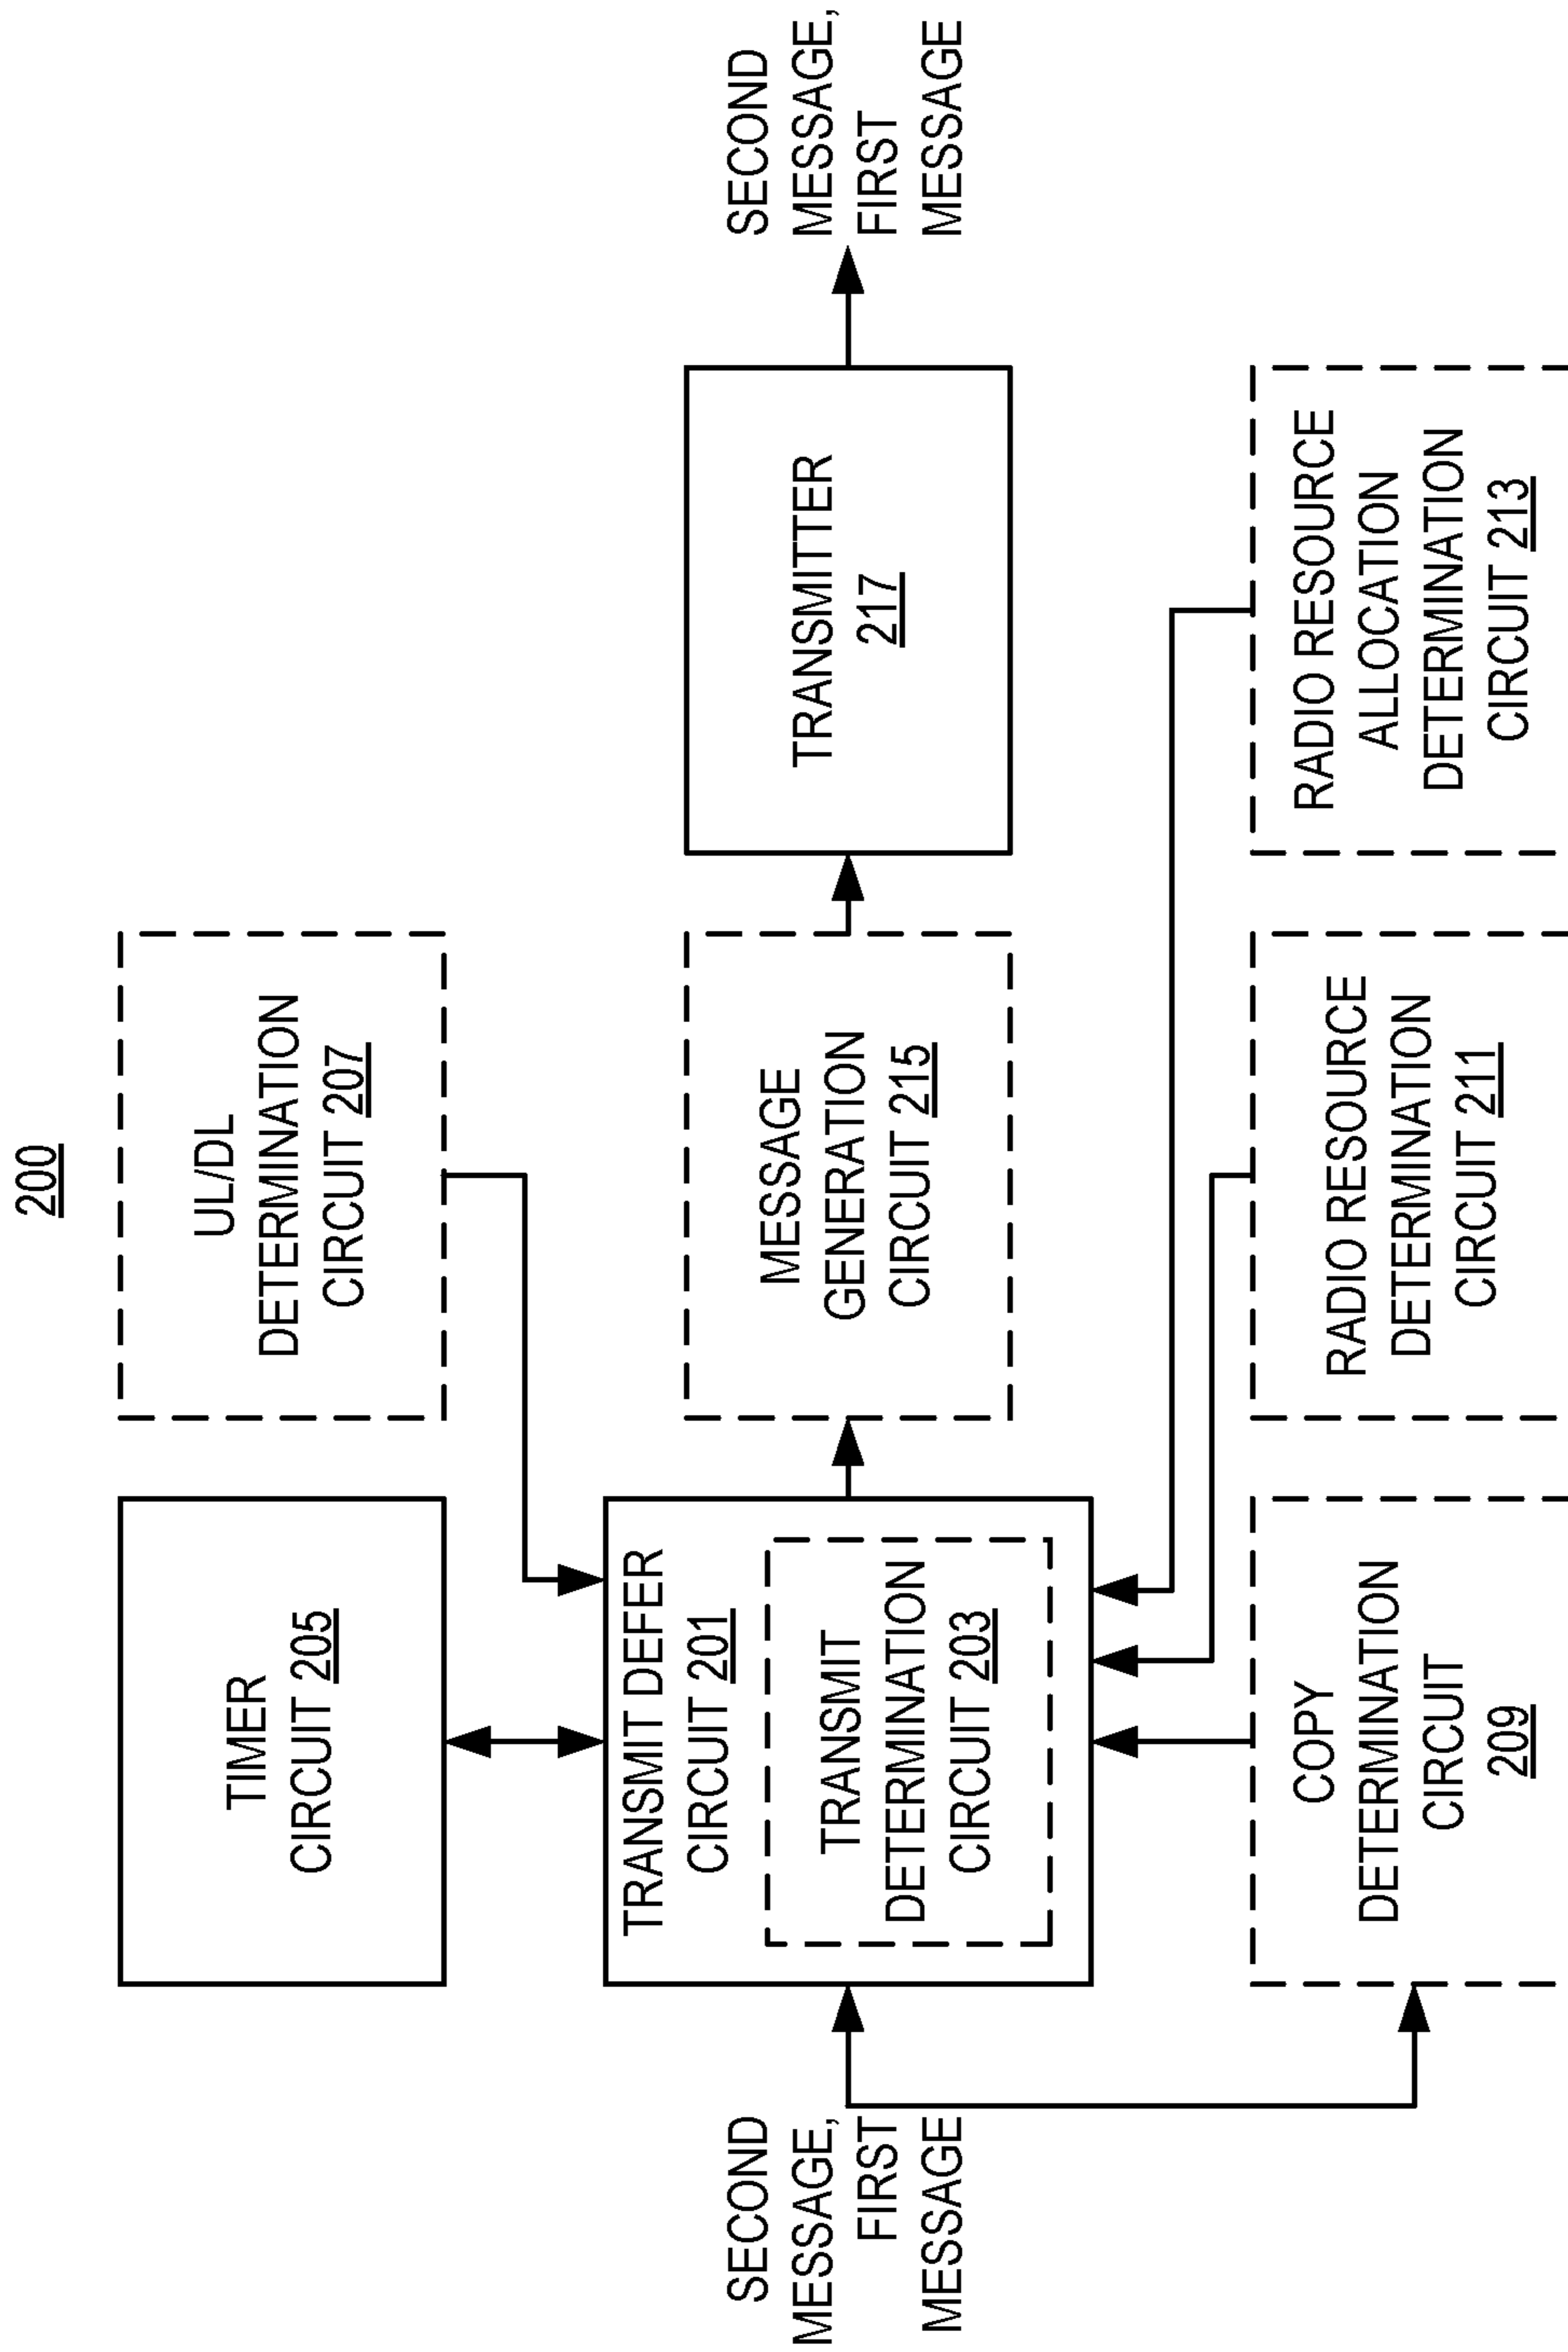 200
TIMER
CIRCUIT 205
UL/DL
DETERMINATION
CIRCUIT 207
SECOND
MESSAGE,
FIRST
MESSAGE
TRANSMIT DEFER
CIRCUIT 201
TRANSMIT
DETERMINATION
CIRCUIT 203
MESSAGE
GENERATION
CIRCUIT 215
TRANSMITTER
217
SECOND
MESSAGE,
FIRST
MESSAGE
COPY
DETERMINATION
CIRCUIT
209
RADIO RESOURCE
DETERMINATION
CIRCUIT 211
RADIO RESOURCE
ALLOCATION
DETERMINATION
CIRCUIT 213